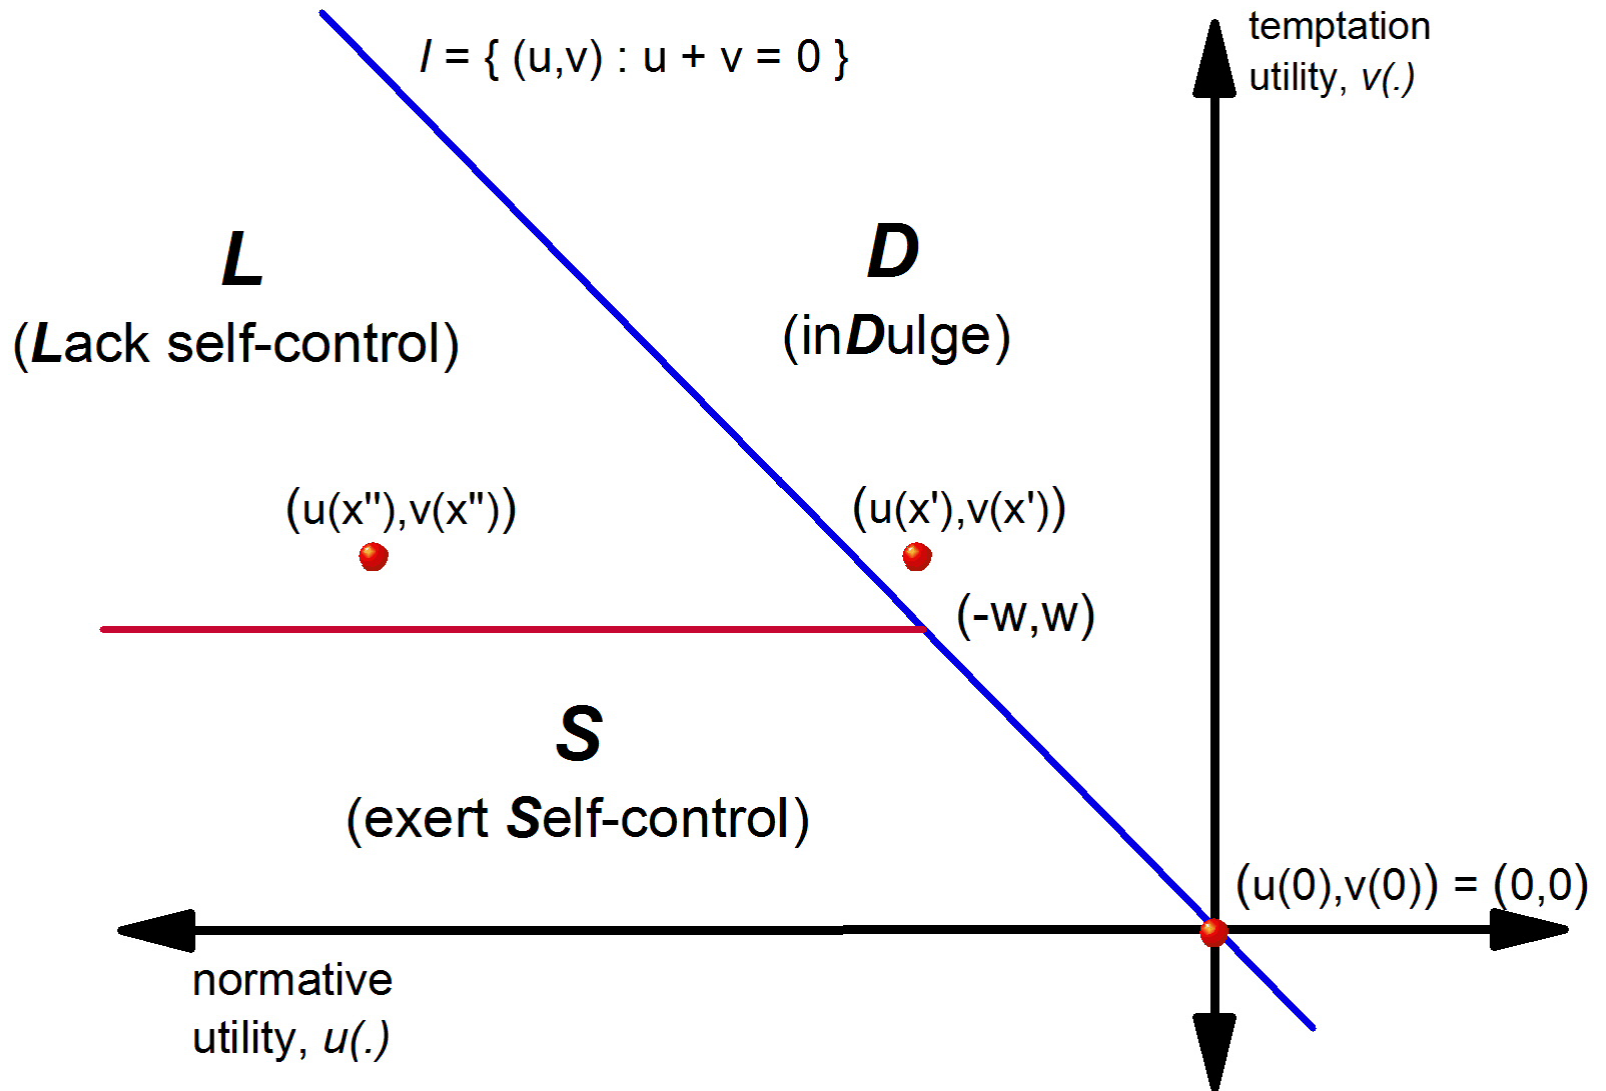 temptation
utility, v(.)
l = { (u,v) : u + v = 0 }
L
(Lack self-control)
D
(inDulge)
(u(x''),v(x''))
(u(x'),v(x'))
(-w,w)
S
(exert Self-control)
(u(0),v(0)) = (0,0)
normative
utility, u(.)